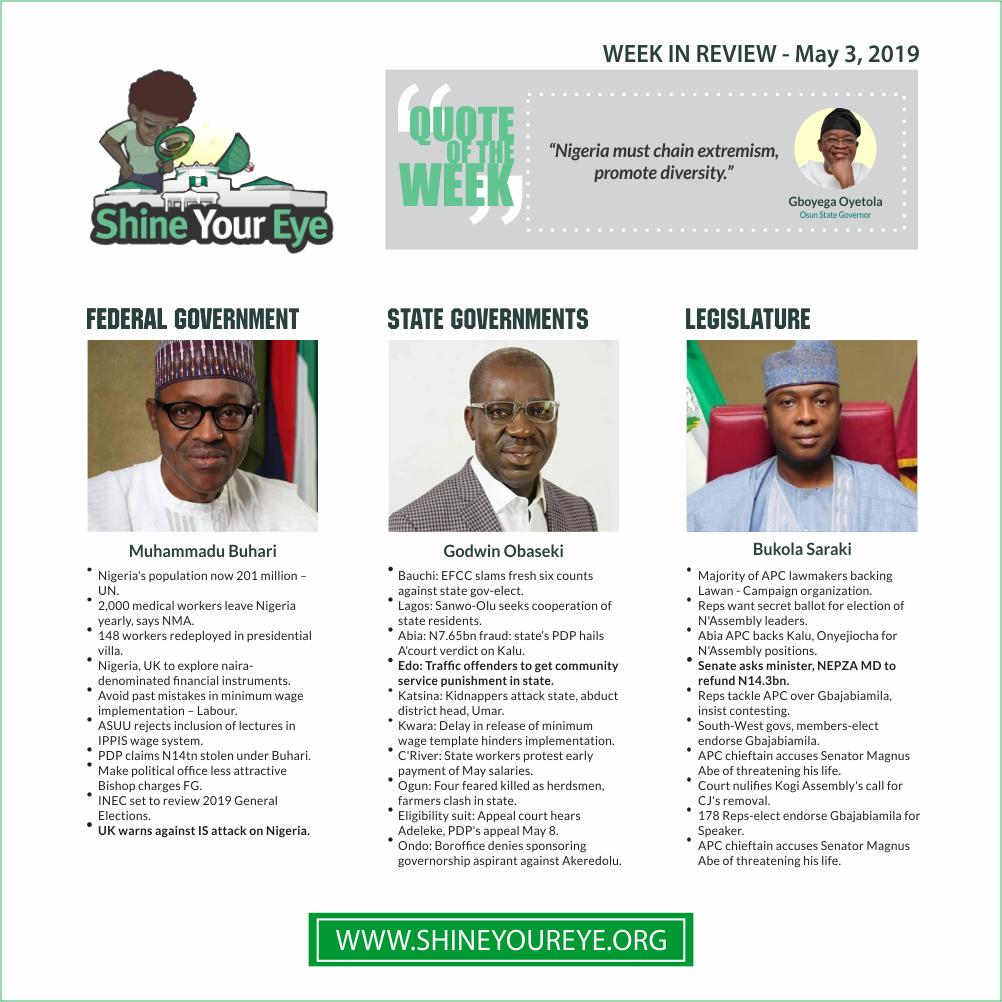 WEEK IN REVIEW - May 3, 2019
Shine Your Eye
QUOTE
OF THE
WEEK
“Nigeria must chain extremism,
promote diversity.”
Gboyega Oyetola
Osun State Governor
FEDERAL GOVERNMENT
Muhammadu Buhari
• Nigeria's population now 201 million –
UN.
• 2,000 medical workers leave Nigeria
yearly, says NMA.
• 148 workers redeployed in presidential
villa.
• Nigeria, UK to explore naira-
denominated financial instruments.
• Avoid past mistakes in minimum wage
implementation – Labour.
• ASUU rejects inclusion of lectures in
IPPIS wage system.
• PDP claims N14tn stolen under Buhari.
• Make political office less attractive
Bishop charges FG.
• INEC set to review 2019 General
Elections.
• UK warns against IS attack on Nigeria.
STATE GOVERNMENTS
Godwin Obaseki
• Bauchi: EFCC slams fresh six counts
against state gov-elect.
• Lagos: Sanwo-Olu seeks cooperation of
state residents.
• Abia: N7.65bn fraud: state's PDP hails
A'court verdict on Kalu.
• Edo: Traffic offenders to get community
service punishment in state.
• Katsina: Kidnappers attack state, abduct
district head, Umar.
• Kwara: Delay in release of minimum
wage template hinders implementation.
• C'River: State workers protest early
payment of May salaries.
• Ogun: Four feared killed as herdsmen,
farmers clash in state.
• Eligibility suit: Appeal court hears
Adeleke, PDP's appeal May 8.
• Ondo: Boroffice denies sponsoring
governorship aspirant against Akeredolu.
LEGISLATURE
Bukola Saraki
• Majority of APC lawmakers backing
Lawan - Campaign organization.
• Reps want secret ballot for election of
N'Assembly leaders.
• Abia APC backs Kalu, Onyejiocha for
N'Assembly positions.
• Senate asks minister, NEPZA MD to
refund N14.3bn.
• Reps tackle APC over Gbajabiamila,
insist contesting.
• South-West govs, members-elect
endorse Gbajabiamila.
• APC chieftain accuses Senator Magnus
Abe of threatening his life.
• Court nulifies Kogi Assembly's call for
CJ's removal.
• 178 Reps-elect endorse Gbajabiamila for
Speaker.
• APC chieftain accuses Senator Magnus
Abe of threatening his life.
WWW.SHINEYOUREYE.ORG